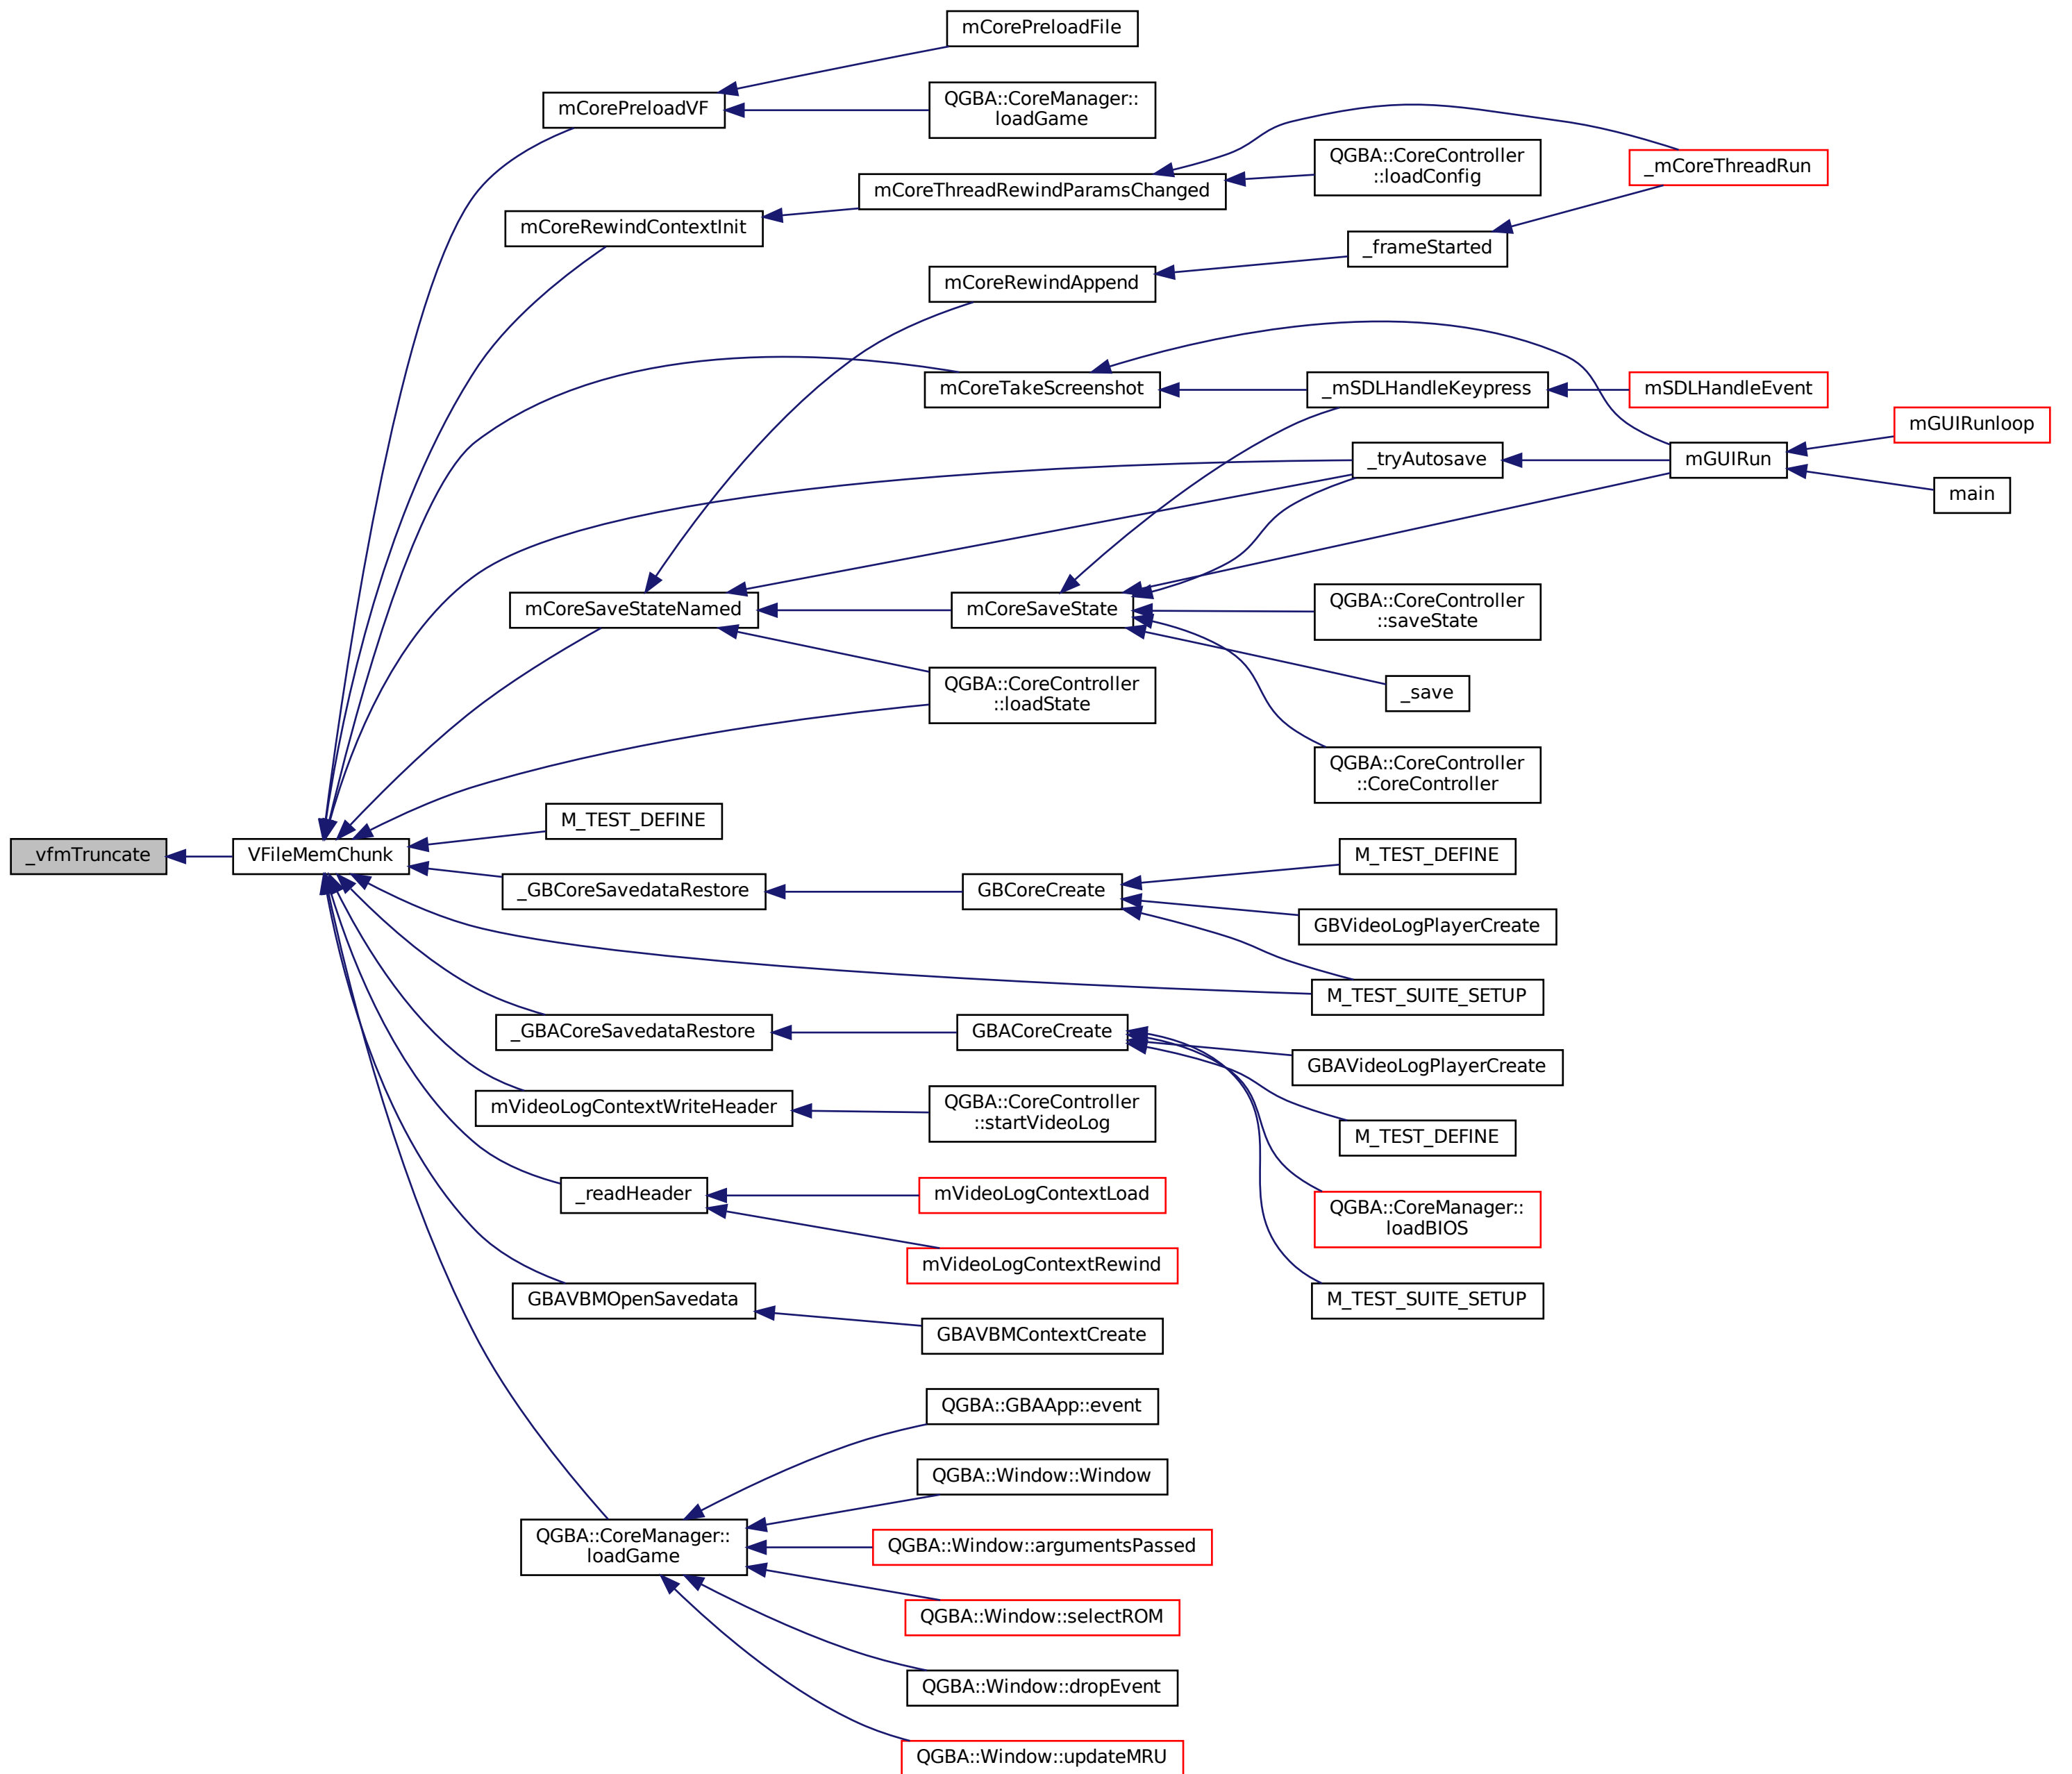 mCorePreloadFile
mCorePreloadVF
QGBA::CoreManager::
loadGame
QGBA::CoreController
::loadConfig
_mCoreThreadRun
mCoreThreadRewindParamsChanged
mCoreRewindContextInit
_frameStarted
mCoreRewindAppend
mCoreTakeScreenshot
_mSDLHandleKeypress
mSDLHandleEvent
mGUIRunloop
_tryAutosave
mGUIRun
main
mCoreSaveStateNamed
mCoreSaveState
QGBA::CoreController
::saveState
QGBA::CoreController
::loadState
_save
QGBA::CoreController
::CoreController
M_TEST_DEFINE
_vfmTruncate
VFileMemChunk
M_TEST_DEFINE
_GBCoreSavedataRestore
GBCoreCreate
GBVideoLogPlayerCreate
M_TEST_SUITE_SETUP
_GBACoreSavedataRestore
GBACoreCreate
GBAVideoLogPlayerCreate
mVideoLogContextWriteHeader
QGBA::CoreController
::startVideoLog
M_TEST_DEFINE
_readHeader
mVideoLogContextLoad
QGBA::CoreManager::
loadBIOS
mVideoLogContextRewind
GBAVBMOpenSavedata
M_TEST_SUITE_SETUP
GBAVBMContextCreate
QGBA::GBAApp::event
QGBA::Window::Window
QGBA::CoreManager::
loadGame
QGBA::Window::argumentsPassed
QGBA::Window::selectROM
QGBA::Window::dropEvent
QGBA::Window::updateMRU